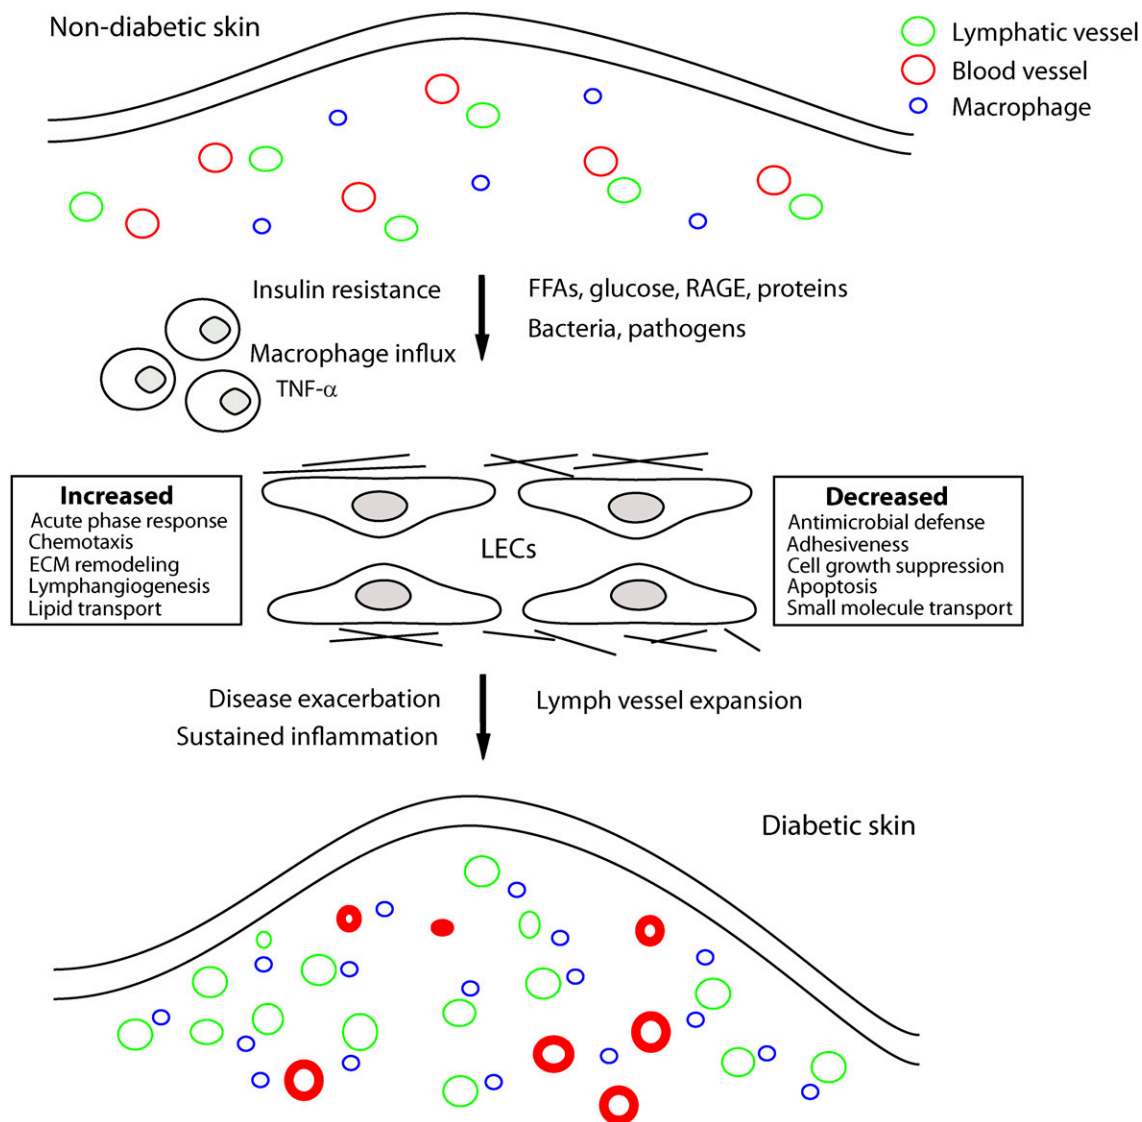 Non-diabetic skin
Lymphatic vessel
Blood vessel
Macrophage
Insulin resistance
FFAs, glucose, RAGE, proteins
Bacteria, pathogens
Macrophage influx
TNF-α
Increased
Acute phase response
Chemotaxis
ECM remodeling
Lymphangiogenesis
Lipid transport
LECs
Decreased
Antimicrobial defense
Adhesiveness
Cell growth suppression
Apoptosis
Small molecule transport
Disease exacerbation
Sustained inflammation
Lymph vessel expansion
Diabetic skin